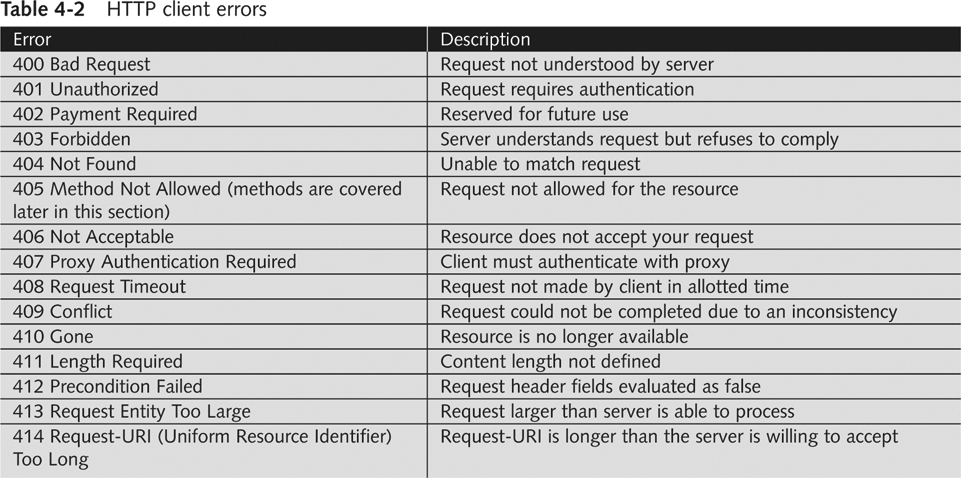 Table 4-2 HTTP client errors
Error Description
400 Bad Request Request not understood by server
401 Unauthorized Request requires authentication
402 Payment Required Reserved for future use
403 Forbidden Server understands request but refuses to comply
404 Not Found Unable to match request
405 Method Not Allowed (methods are covered Request not allowed for the resource
later in this section)
406 Not Acceptable Resource does not accept your request
407 Proxy Authentication Required Client must authenticate with proxy
408 Request Timeout Request not made by client in allotted time
409 Conflict Request could not be completed due to an inconsistency
410 Gone Resource is no longer available
411 Length Required Content length not defined
412 Precondition Failed Request header fields evaluated as false
413 Request Entity Too Large Request larger than server is able to process
414 Request-URI (Uniform Resource Identifier) Request-URI is longer than the server is willing to accept
Too Long